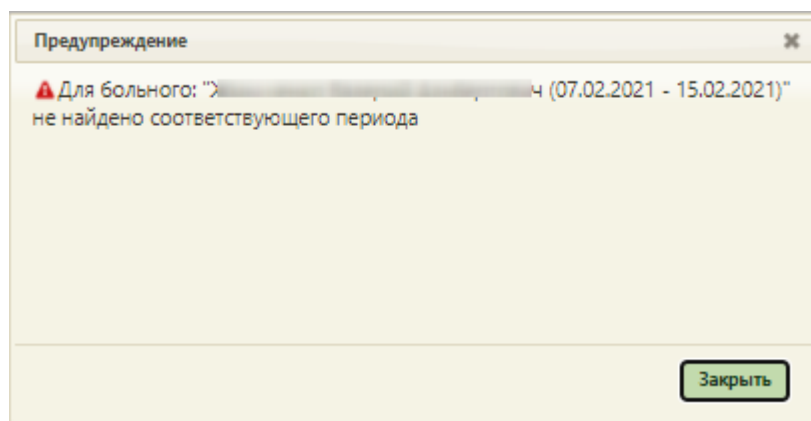 Предупреждение
Для больного: " (07.02.2021 - 15.02.2021)"
не найдено соответствующего периода
Закрыть